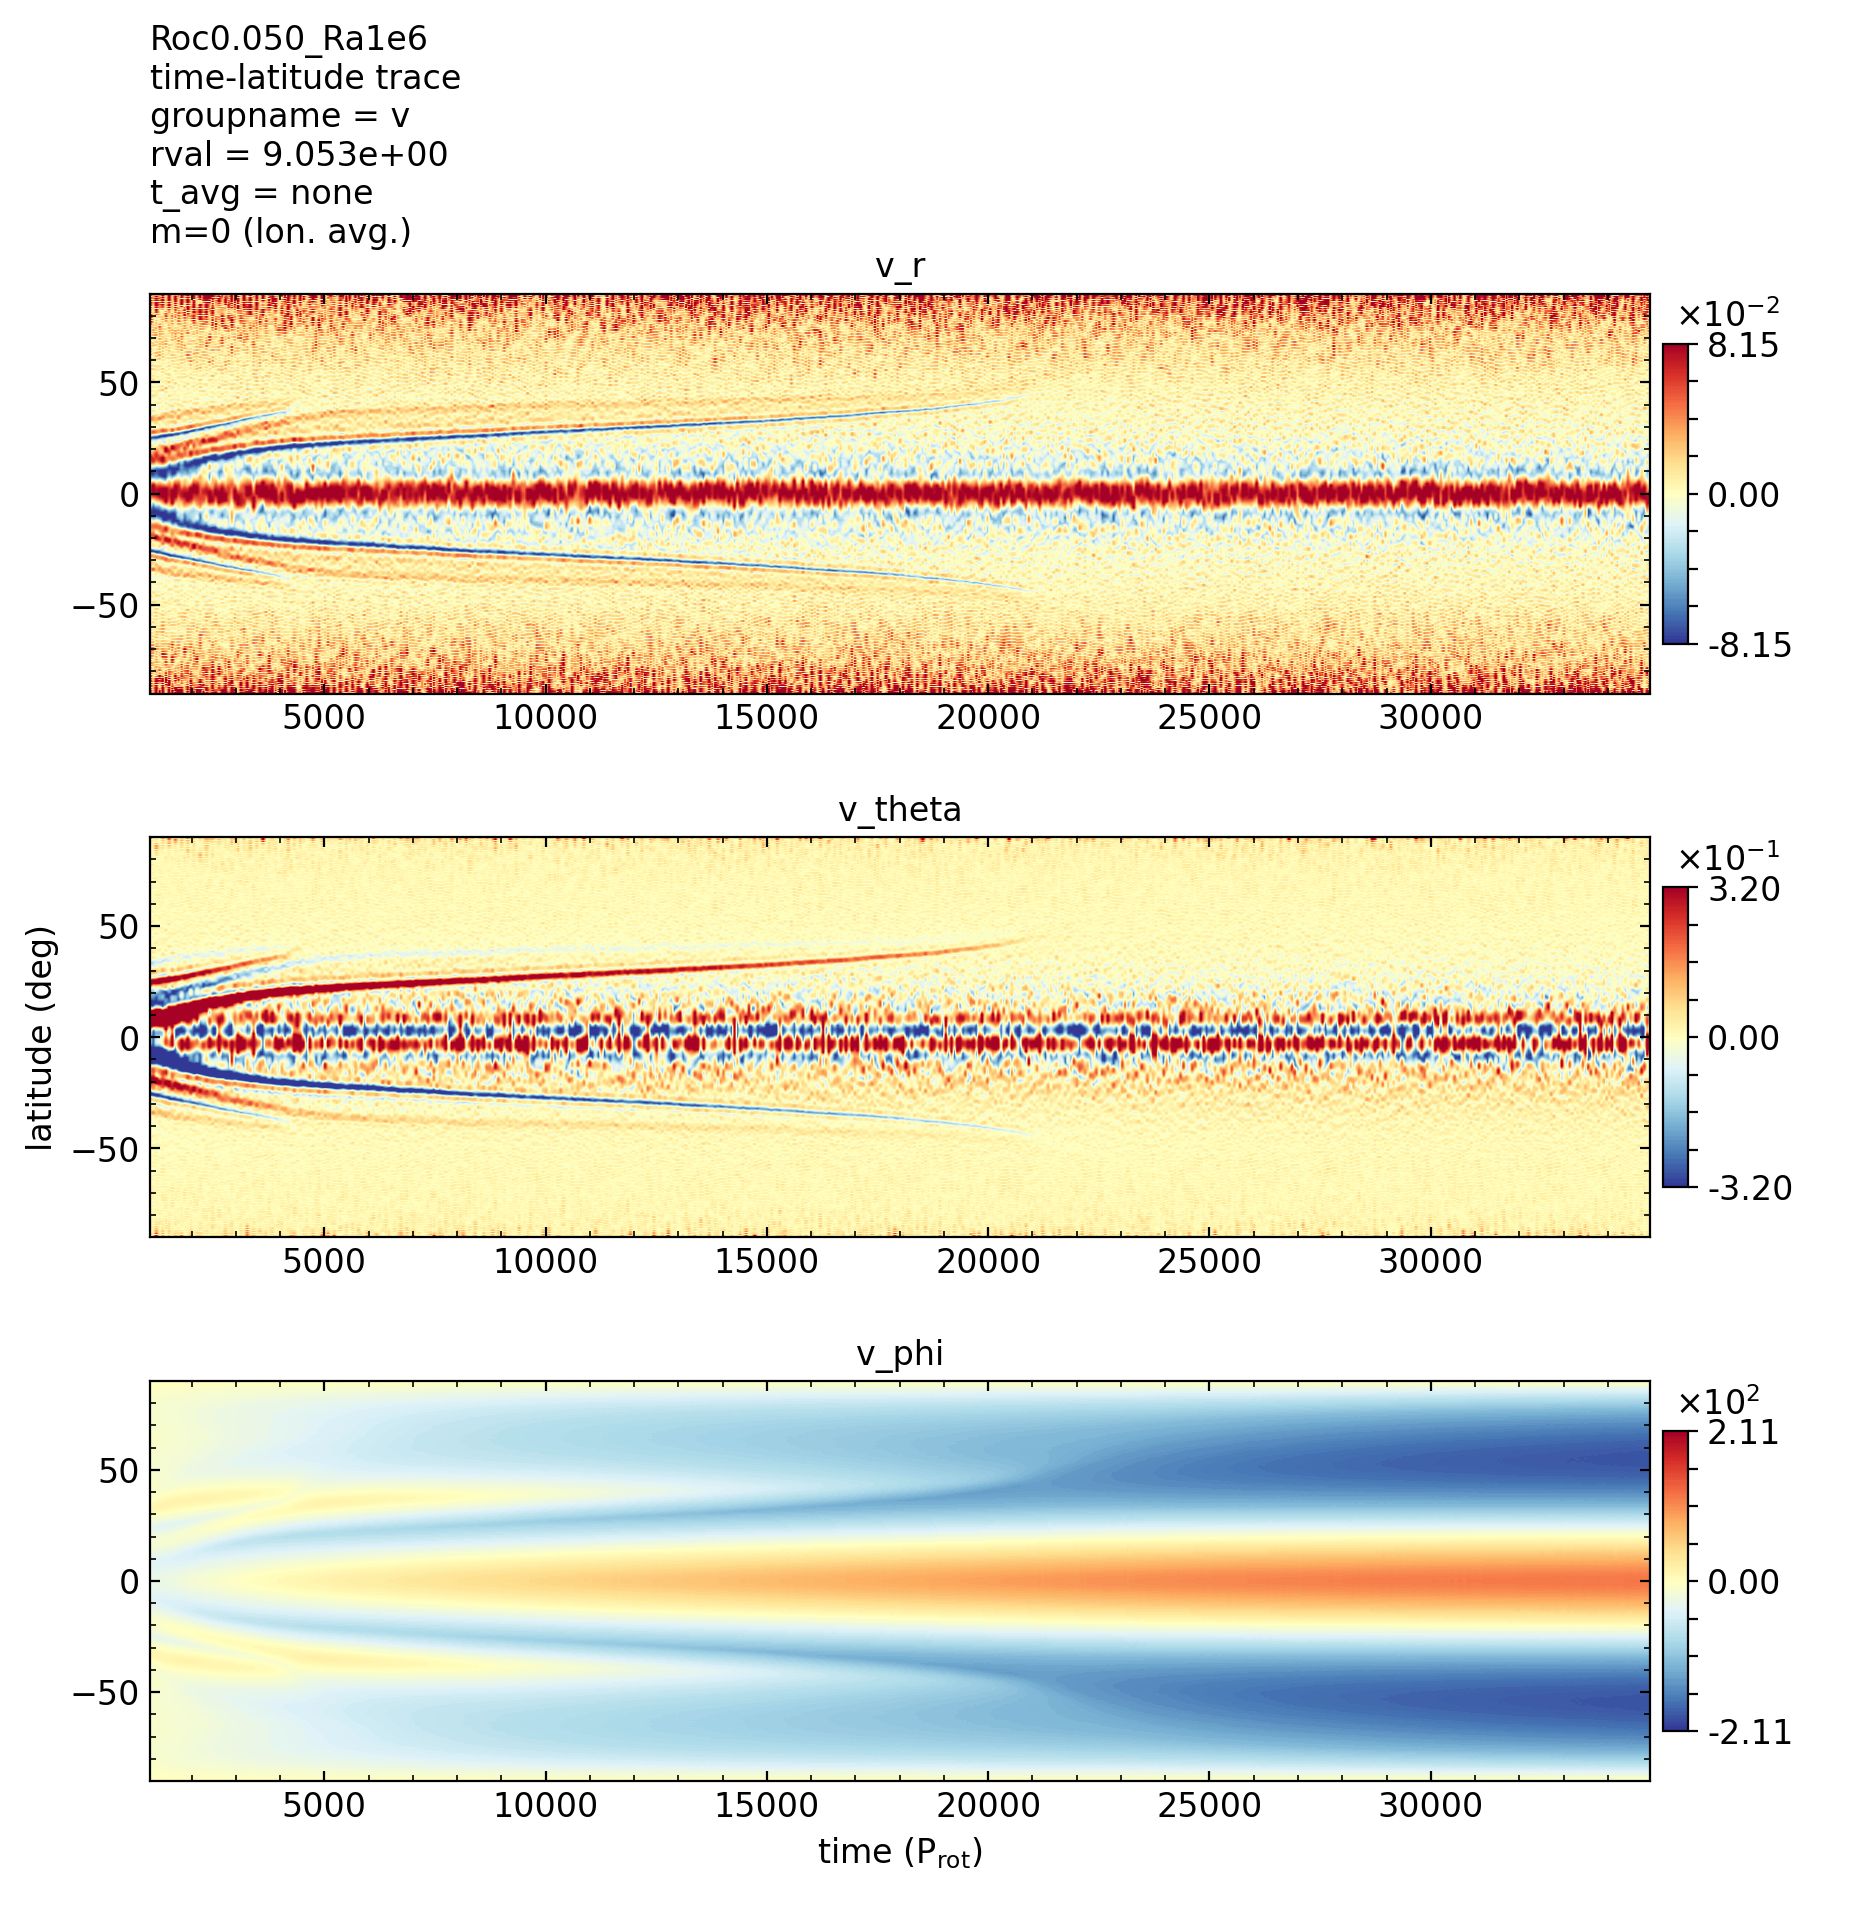 Roc0.050_Ra1e6
time-latitude trace
groupname = v
rval = 9.053e+00
t_avg = none
m=0 (lon. avg.)
v_r
50
0
−50
5000 10000 15000 20000 25000 30000
×10−2
8.15
0.00
-8.15
v_theta
latitude (deg)
50
0
−50
5000 10000 15000 20000 25000 30000
×10−1
3.20
0.00
-3.20
v_phi
50
0
−50
5000 10000 15000 20000 25000 30000
×102
2.11
0.00
-2.11
time (Prot)